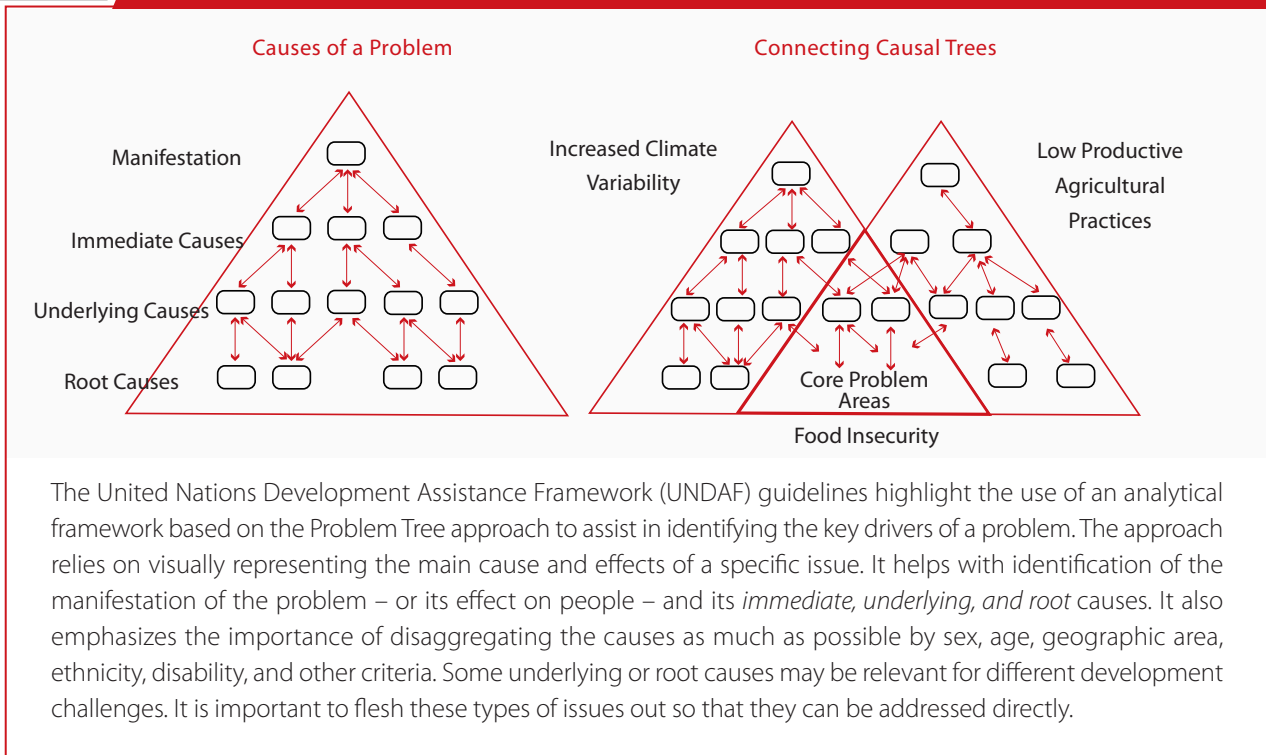 Causes of a Problem
Manifestation
Immediate Causes
Underlying Causes
Root Causes
Connecting Causal Trees
Increased Climate
Variability
Low Productive
Agricultural
Practices
Core Problem
Areas
Food Insecurity
The United Nations Development Assistance Framework (UNDAF) guidelines highlight the use of an analytical
framework based on the Problem Tree approach to assist in identifying the key drivers of a problem. The approach
relies on visually representing the main cause and effects of a specific issue. It helps with identification of the
manifestation of the problem – or its effect on people – and its immediate, underlying, and root causes. It also
emphasizes the importance of disaggregating the causes as much as possible by sex, age, geographic area,
ethnicity, disability, and other criteria. Some underlying or root causes may be relevant for different development
challenges. It is important to flesh these types of issues out so that they can be addressed directly.